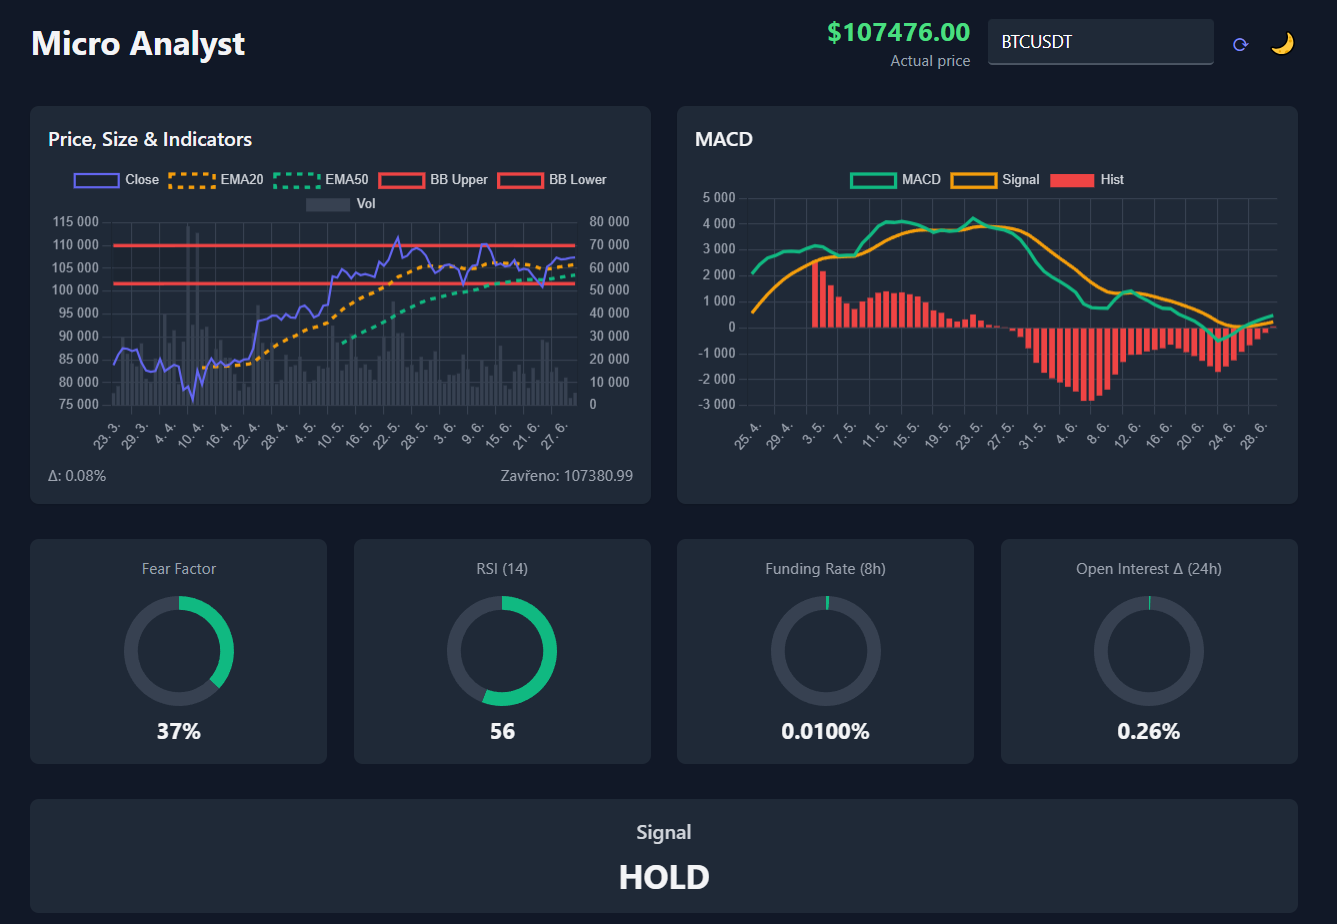 Micro Analyst
$107476.00
Actual price
BTCUSDT
Price, Size & Indicators
Close EMA20 EMA50 BB Upper BB Lower
Vol
115 000
110 000
105 000
100 000
95 000
90 000
85 000
80 000
75 000
80 000
70 000
60 000
50 000
40 000
30 000
20 000
10 000
0
23. 3. 29. 3. 4. 4. 10. 4. 16. 4. 22. 4. 28. 4. 4. 5. 10. 5. 16. 5. 22. 5. 28. 5. 3. 6. 9. 6. 15. 6. 21. 6. 27. 6.
Δ: 0.08% Zavřeno: 107380.99
MACD
MACD Signal Hist
5 000
4 000
3 000
2 000
1 000
0
-1 000
-2 000
-3 000
25. 4. 29. 4. 3. 5. 7. 5. 11. 5. 15. 5. 19. 5. 23. 5. 27. 5. 31. 5. 4. 6. 8. 6. 12. 6. 16. 6. 20. 6. 24. 6. 28. 6.
Fear Factor
37%
RSI (14)
56
Funding Rate (8h)
0.0100%
Open Interest Δ (24h)
0.26%
Signal
HOLD